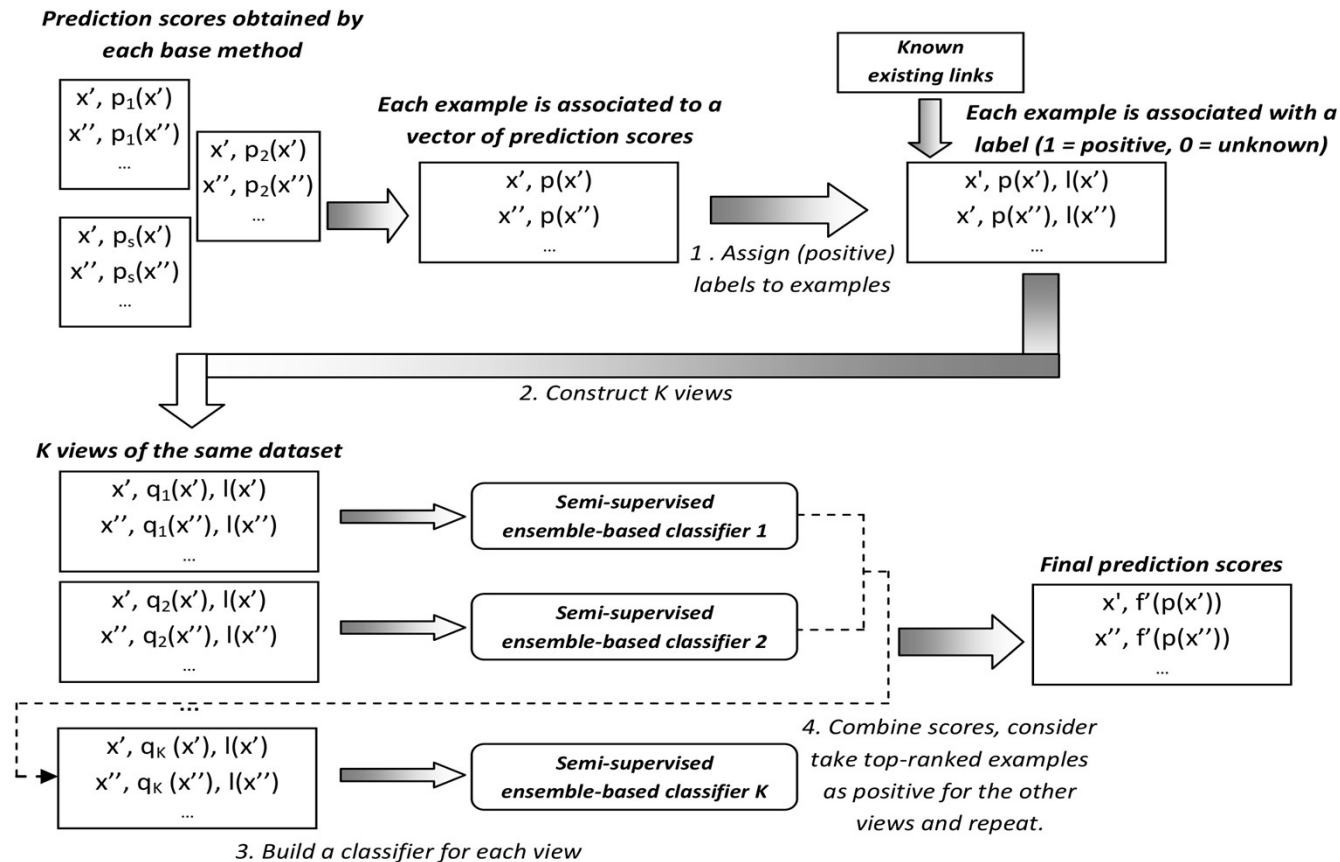 Prediction scores obtained by
each base method
x', p₁(x')
x'', p₁(x'')
...
x', p₂(x')
x'', p₂(x'')
...
x', pₛ(x')
x'', pₛ(x'')
...
Each example is associated to a
vector of prediction scores
x', p(x')
x'', p(x'')
...
1 . Assign (positive)
labels to examples
Known
existing links
Each example is associated with a
label (1 = positive, 0 = unknown)
x', p(x'), l(x')
x', p(x''), l(x'')
...
2. Construct K views
K views of the same dataset
x', q₁(x'), l(x')
x'', q₁(x''), l(x'')
...
Semi-supervised
ensemble-based classifier 1
x', q₂(x'), l(x')
x'', q₂(x''), l(x'')
...
Semi-supervised
ensemble-based classifier 2
...
x', qK (x'), l(x')
x'', qK (x''), l(x'')
...
Semi-supervised
ensemble-based classifier K
3. Build a classifier for each view
Final prediction scores
x', f'(p(x'))
x'', f'(p(x''))
...
4. Combine scores, consider
take top-ranked examples
as positive for the other
views and repeat.